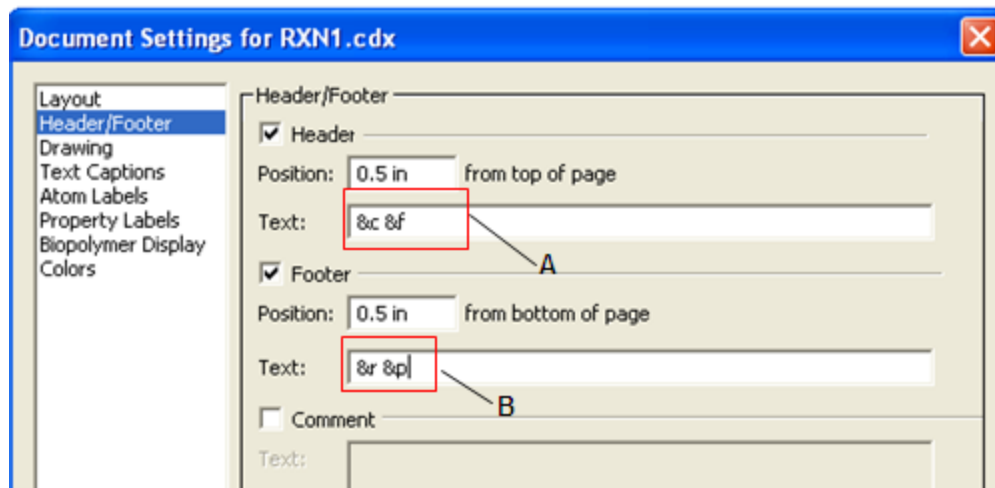 Document Settings for RXN1.cdx
Layout
Header/Footer
Drawing
Text Captions
Atom Labels
Property Labels
Biopolymer Display
Colors
Header/Footer
Header
Position: 0.5 in from top of page
Text: &c &f
A
Footer
Position: 0.5 in from bottom of page
Text: &r &p
B
Comment
Text: